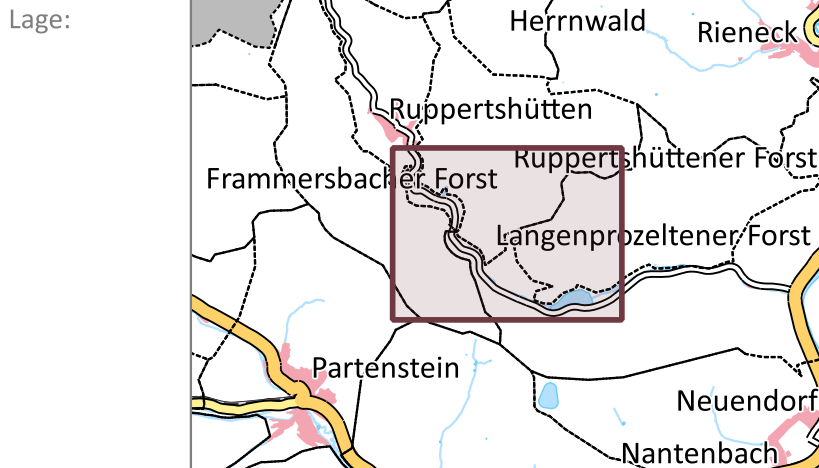 Lage:
Herrnwald
Rieneck
Ruppertshütten
Ruppertshüttener Forst
Frammersbacher Forst
Langenprozeltener Forst
Partenstein
Neuendorf
Nantenbach